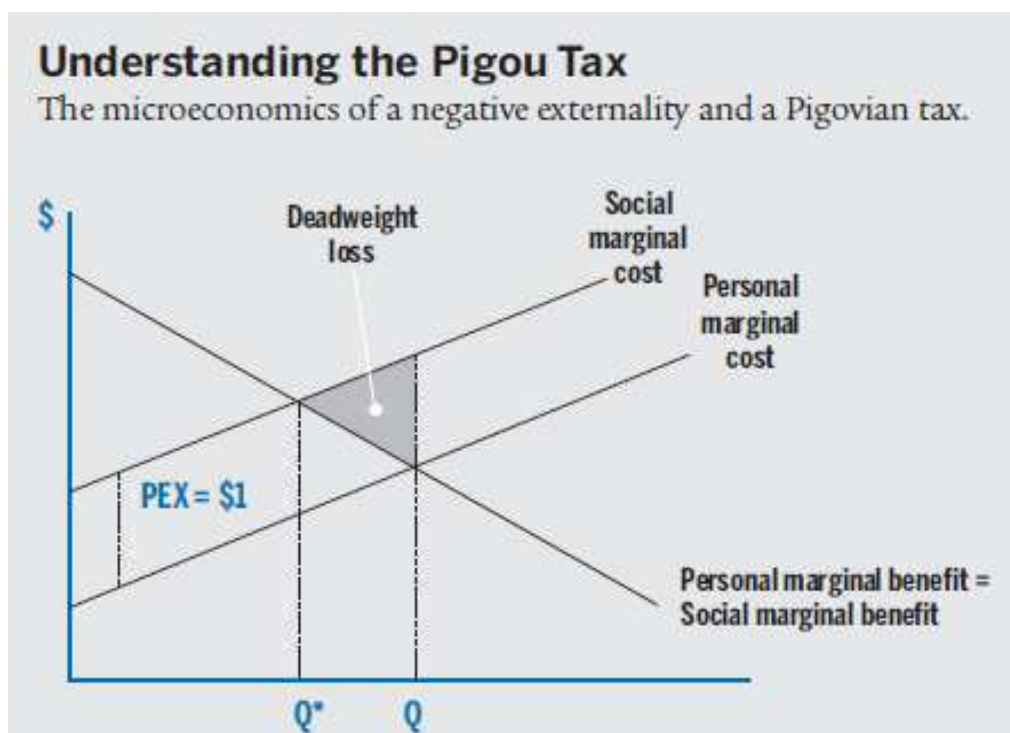 Understanding the Pigou Tax
The microeconomics of a negative externality and a Pigovian tax.
$
Deadweight
loss
Social
marginal
cost
Personal
marginal
cost
PEX = $1
Personal marginal benefit =
Social marginal benefit
Q*
Q